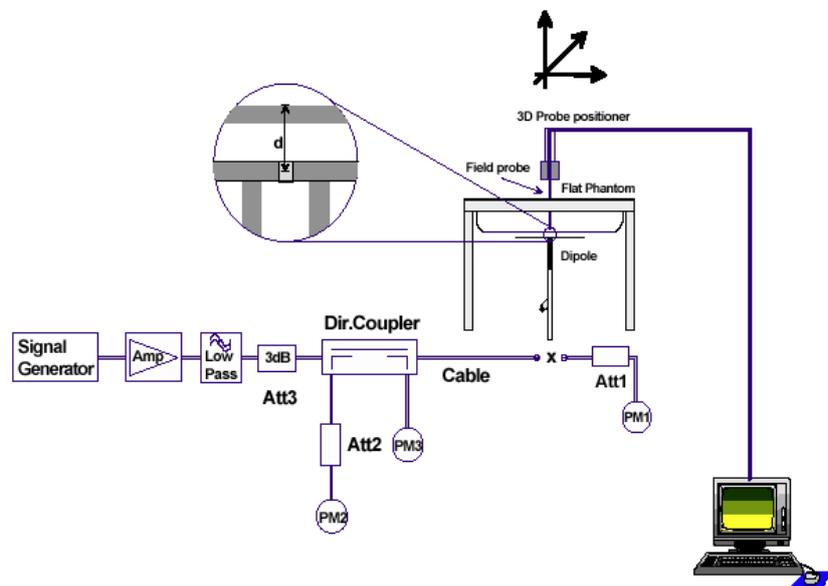 3D Probe positioner
d
Field probe
Flat Phantom
Dipole
Dir.Coupler
Signal
Generator
Amp
Low
Pass
3dB
Cable
x
Att1
Att3
PM1
Att2
PM3
PM2